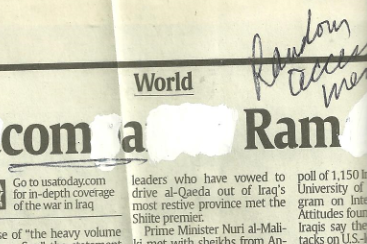 Random
access
mem
World
com a Ram
Go to usatoday.com
for in-depth coverage
of the war in Iraq
se of "the heavy volume
leaders who have vowed to
drive al-Qaeda out of Iraq's
most restive province met the
Shiite premier.
Prime Minister Nuri al-Mali-
ki met with sheikhs from An-
poll of 1,150 I
University of
gram on Inte
Attitudes foun
Iraqis say the
tacks on U.S.-l